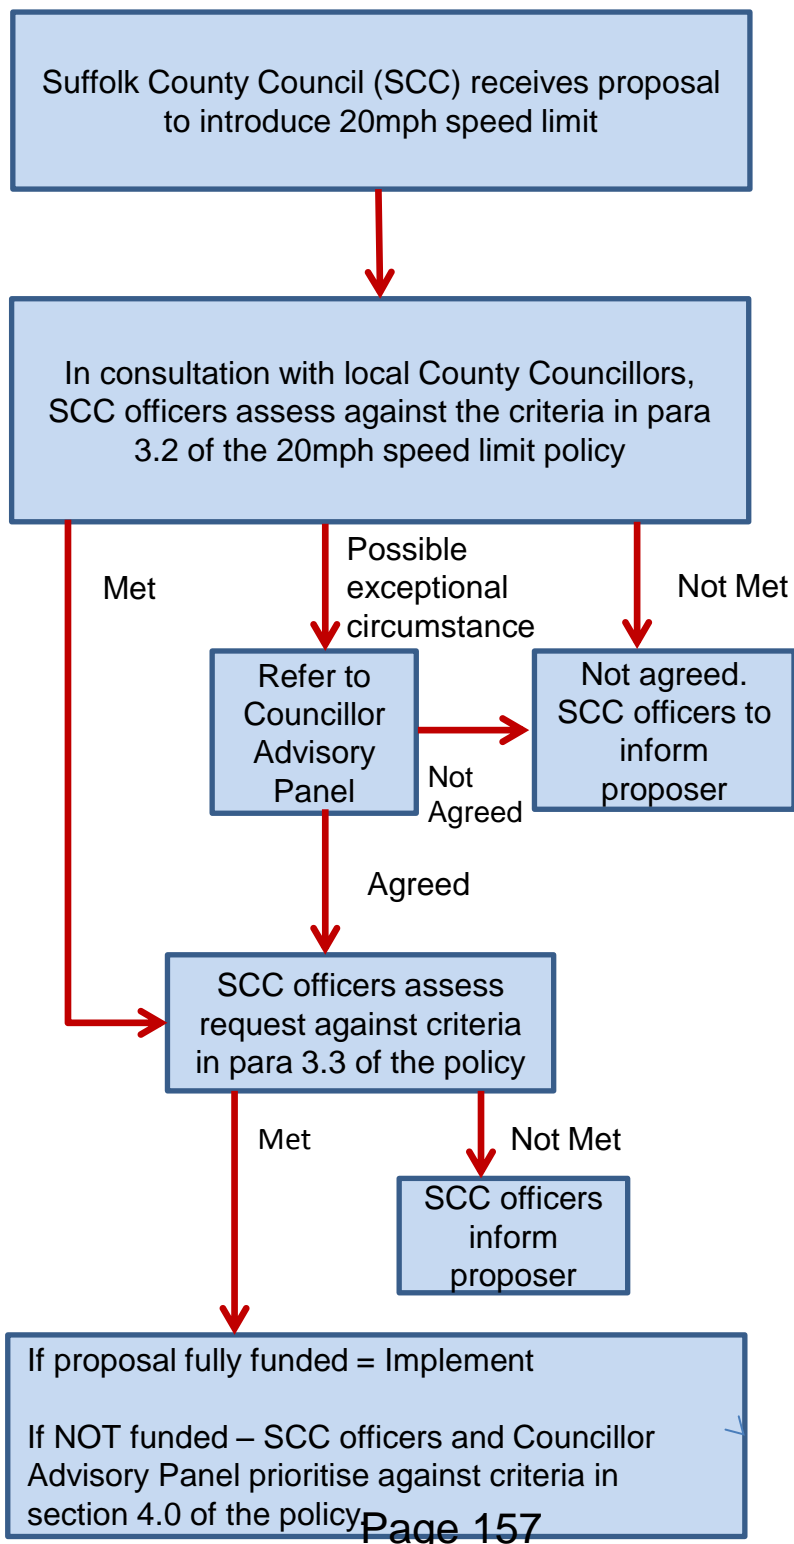 Suffolk County Council (SCC) receives proposal
to introduce 20mph speed limit
In consultation with local County Councillors,
SCC officers assess against the criteria in para
3.2 of the 20mph speed limit policy
Met
Possible
exceptional
circumstance
Not Met
Refer to
Councillor
Advisory
Panel
Not
Agreed
Not agreed.
SCC officers to
inform
proposer
Agreed
SCC officers assess
request against criteria
in para 3.3 of the policy
Met
Not Met
SCC officers
inform
proposer
If proposal fully funded = Implement
If NOT funded – SCC officers and Councillor
Advisory Panel prioritise against criteria in
section 4.0 of the policy.
Page 157